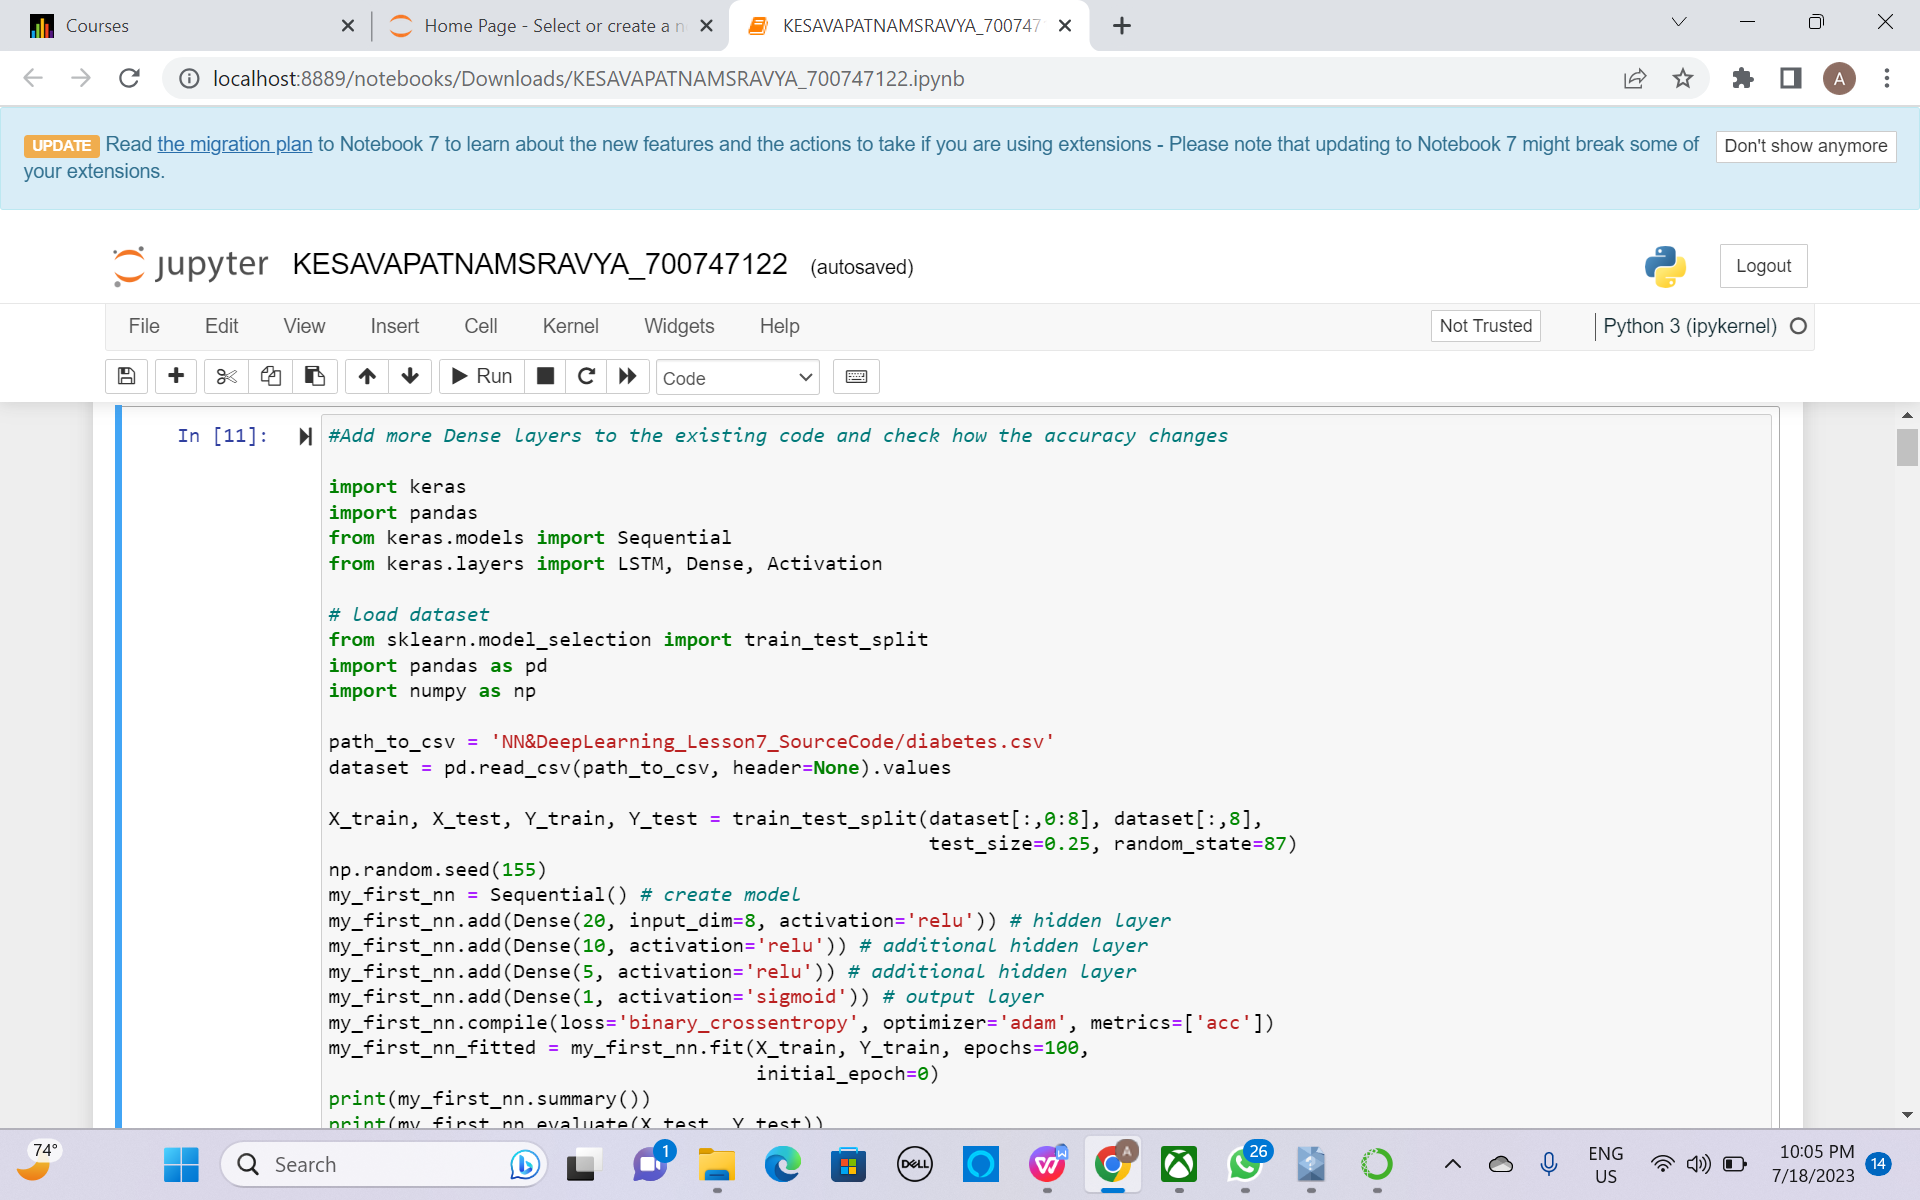 Courses
Home Page - Select or create a n
KESAVAPATNAMSRAVYA_700747
localhost:8889/notebooks/Downloads/KESAVAPATNAMSRAVYA_700747122.ipynb
A
UPDATE Read the migration plan to Notebook 7 to learn about the new features and the actions to take if you are using extensions - Please note that updating to Notebook 7 might break some of
your extensions.
Don't show anymore
jupyter KESAVAPATNAMSRAVYA_700747122 (autosaved)
Logout
File Edit View Insert Cell Kernel Widgets Help
Not Trusted
Python 3 (ipykernel)
Run
Code
In [11]:
#Add more Dense layers to the existing code and check how the accuracy changes
import keras
import pandas
from keras.models import Sequential
from keras.layers import LSTM, Dense, Activation
# load dataset
from sklearn.model_selection import train_test_split
import pandas as pd
import numpy as np
path_to_csv = 'NN&DeepLearning_Lesson7_SourceCode/diabetes.csv'
dataset = pd.read_csv(path_to_csv, header=None).values
X_train, X_test, Y_train, Y_test = train_test_split(dataset[:,0:8], dataset[:,8],
test_size=0.25, random_state=87)
np.random.seed(155)
my_first_nn = Sequential() # create model
my_first_nn.add(Dense(20, input_dim=8, activation='relu')) # hidden layer
my_first_nn.add(Dense(10, activation='relu')) # additional hidden layer
my_first_nn.add(Dense(5, activation='relu')) # additional hidden layer
my_first_nn.add(Dense(1, activation='sigmoid')) # output layer
my_first_nn.compile(loss='binary_crossentropy', optimizer='adam', metrics=['acc'])
my_first_nn_fitted = my_first_nn.fit(X_train, Y_train, epochs=100,
initial_epoch=0)
print(my_first_nn.summary())
print(my_first_nn.evaluate(X_test, Y_test))
74°
Search
1
DELL
A
26
ENG
US
10:05 PM
7/18/2023
14